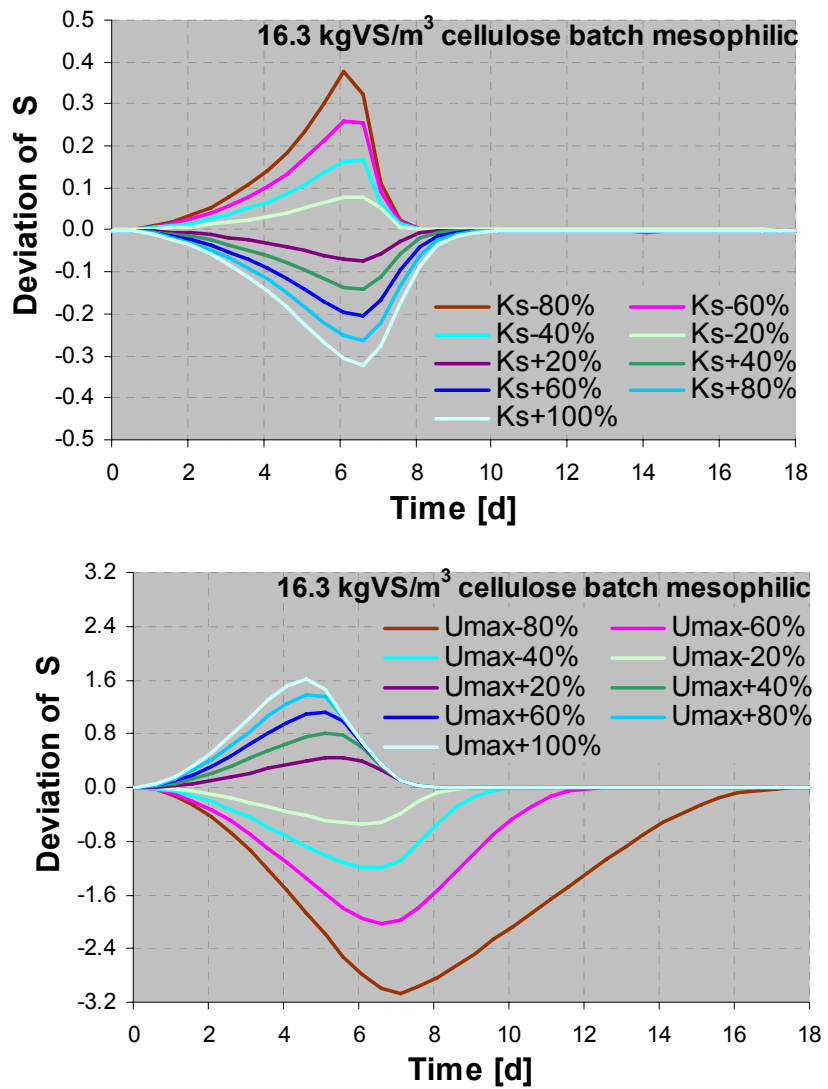 16.3 kgVS/m³ cellulose batch mesophilic
Deviation of S
0.5
0.4
0.3
0.2
0.1
0.0
-0.1
-0.2
-0.3
-0.4
-0.5
Ks-80% Ks-60%
Ks-40% Ks-20%
Ks+20% Ks+40%
Ks+60% Ks+80%
Ks+100%
0 2 4 6 8 10 12 14 16 18
Time [d]
16.3 kgVS/m³ cellulose batch mesophilic
Deviation of S
3.2
2.4
1.6
0.8
0.0
-0.8
-1.6
-2.4
-3.2
Umax-80% Umax-60%
Umax-40% Umax-20%
Umax+20% Umax+40%
Umax+60% Umax+80%
Umax+100%
0 2 4 6 8 10 12 14 16 18
Time [d]